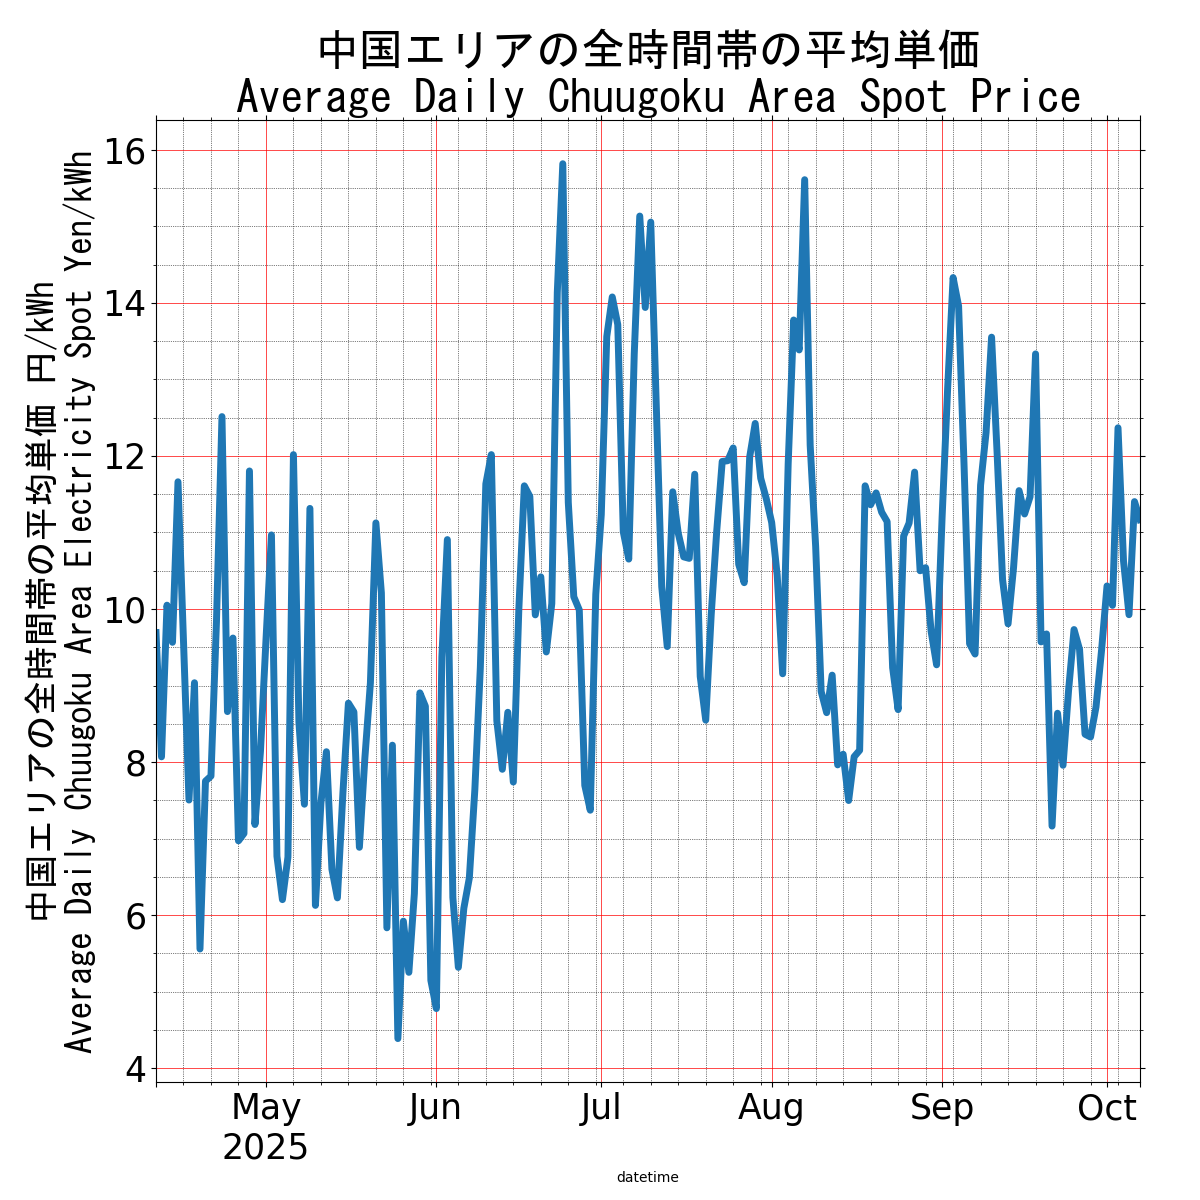 中国エリアの全時間帯の平均単価
Average Daily Chuugoku Area Spot Price
中国エリアの全時間帯の平均単価 円/kWh
Average Daily Chuugoku Area Electricity Spot Yen/kWh
16
14
12
10
8
6
4
May
2025
Jun
Jul
Aug
Sep
Oct
datetime